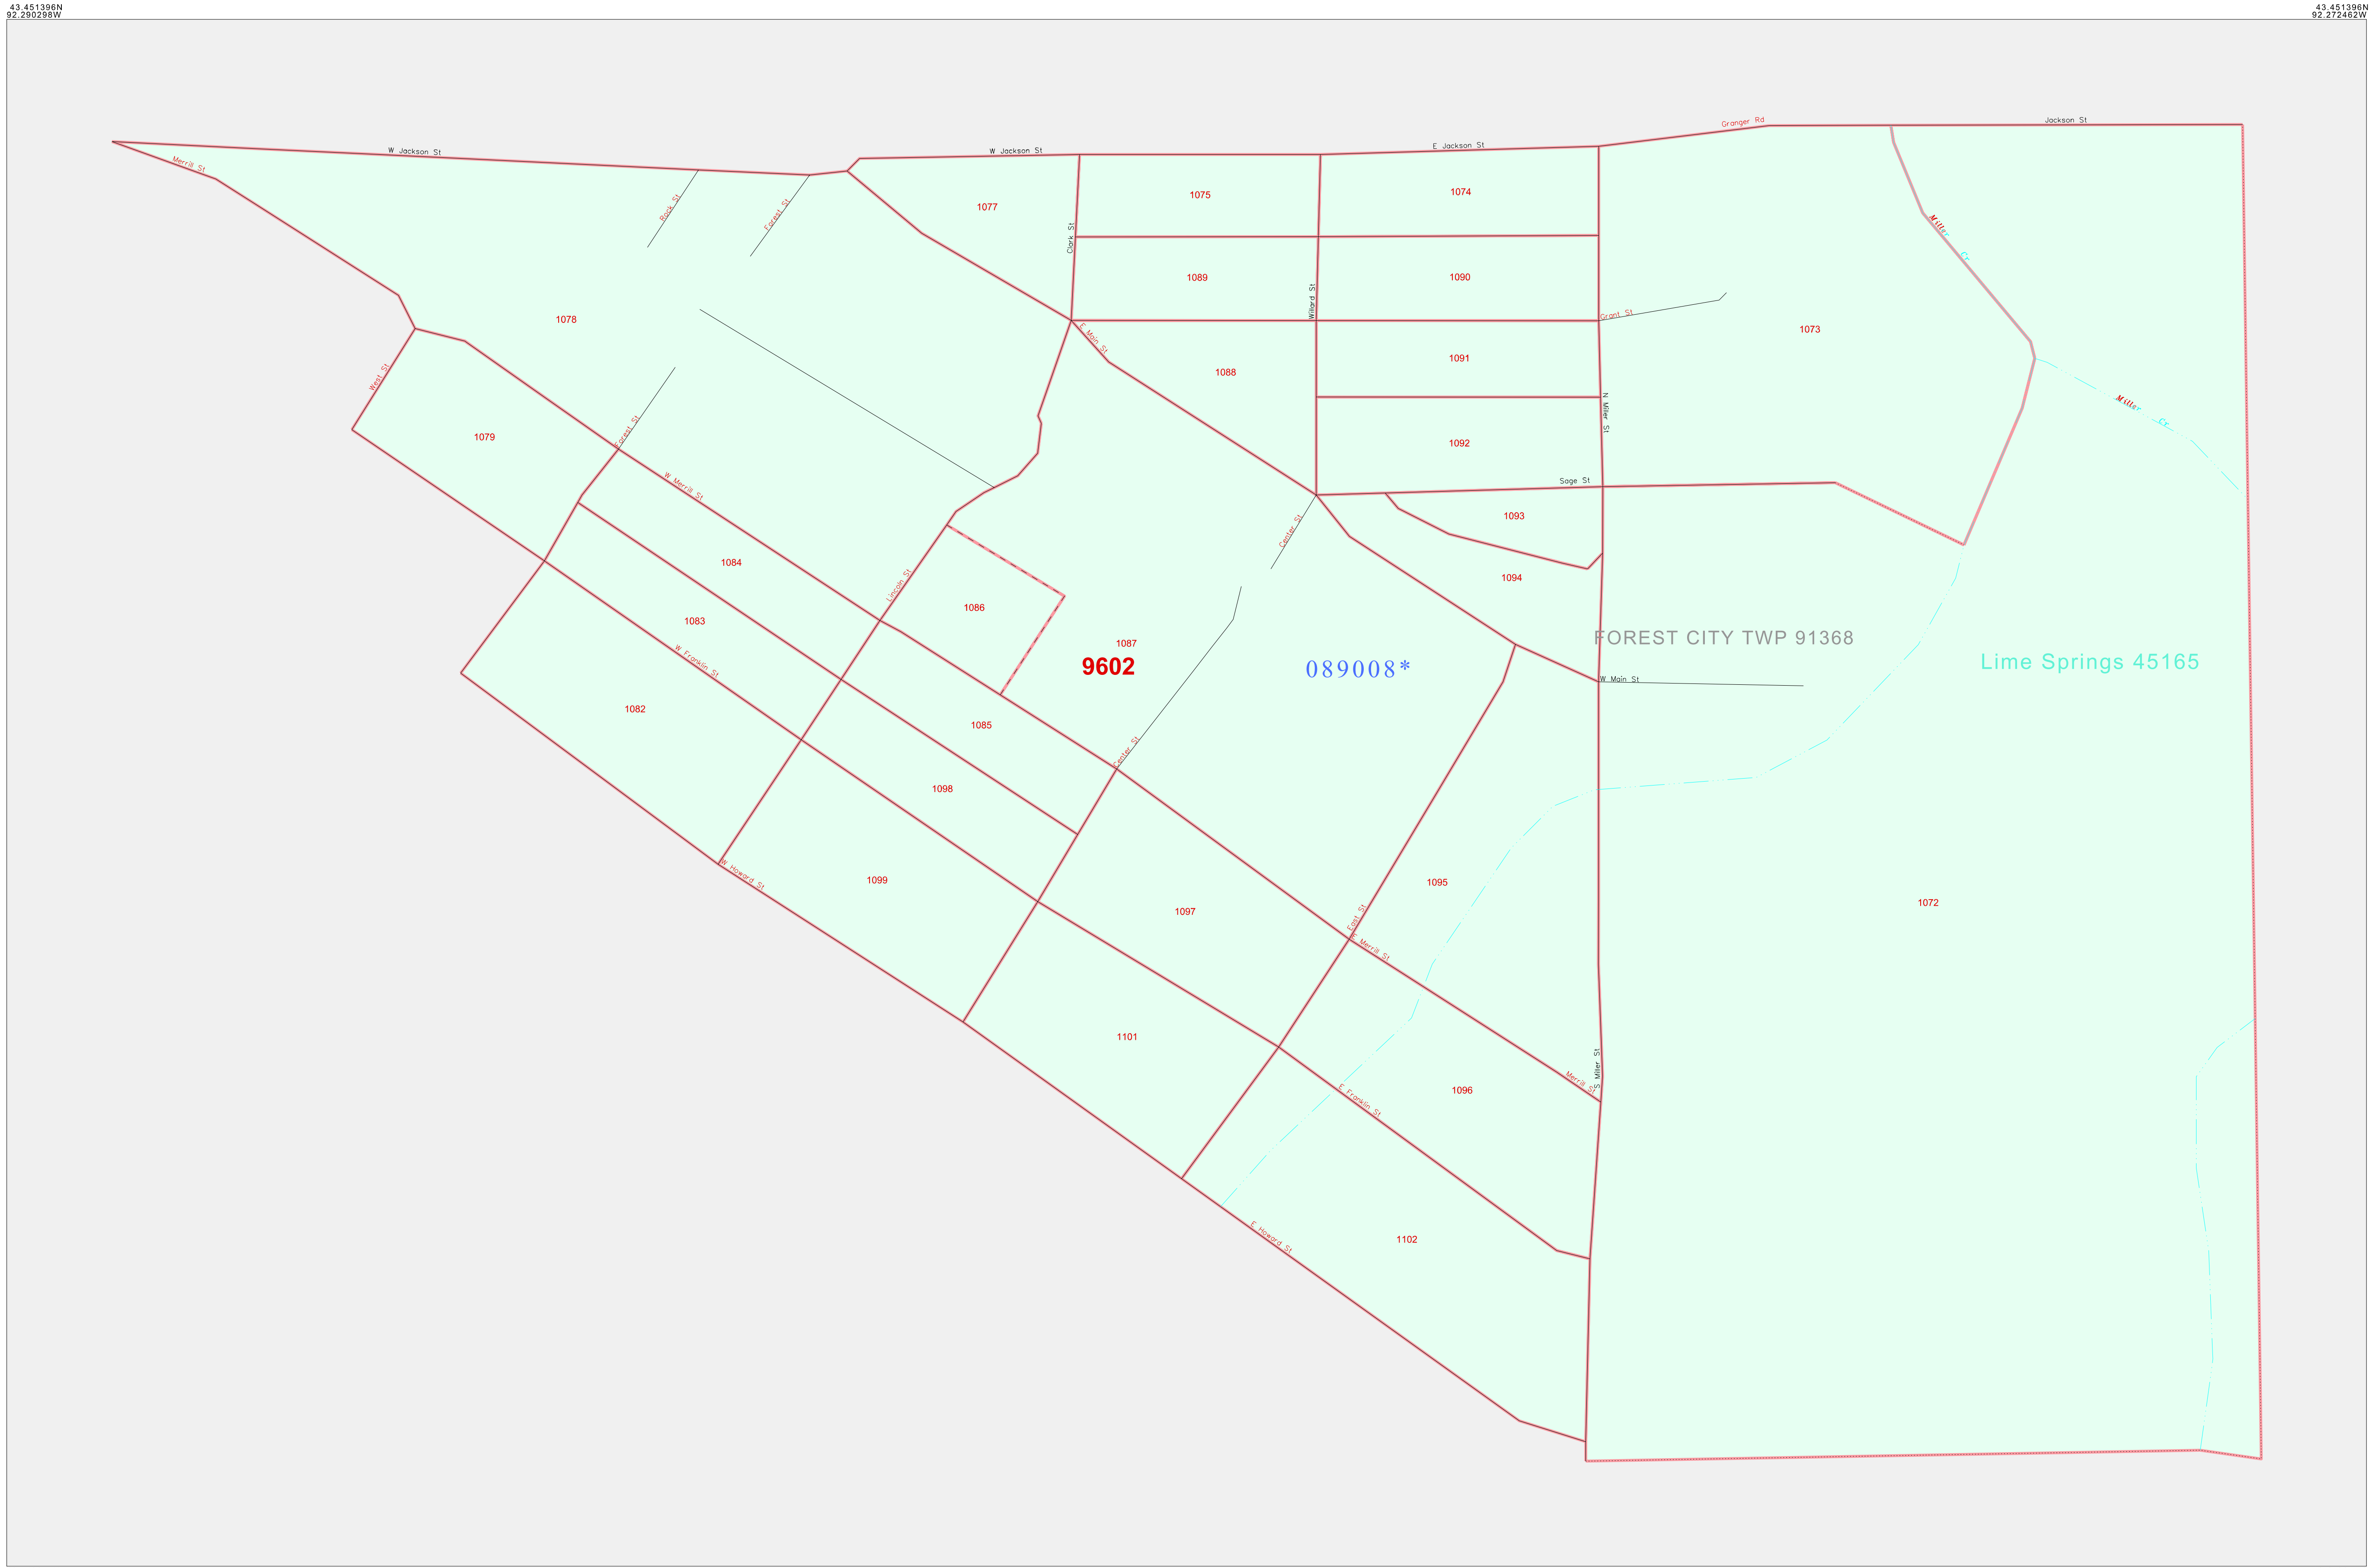 43.451396N
92.290298W
43.451396N
92.272462W
Granger Rd
Jackson St
W Jackson St
W Jackson St
E Jackson St
Merrill St
Rock St
Forest St
1077
1075
1074
Clark St
Miller Cr
1089
1090
Willard St
Grant St
1078
1073
E Main St
1091
1088
West St
N Miller St
Miller Cr
1079
Forest St
1092
W Merrill St
Sage St
1093
Center St
1084
Lincoln St
1094
1086
1083
1087
FOREST CITY TWP 91368
W Franklin St
9602
089008*
Lime Springs 45165
W Main St
1082
1085
Center St
1098
W Howard St
1099
1095
1072
1097
East St
E Merrill St
1101
S Miller St
Merrill St
1096
E Franklin St
E Howard St
1102